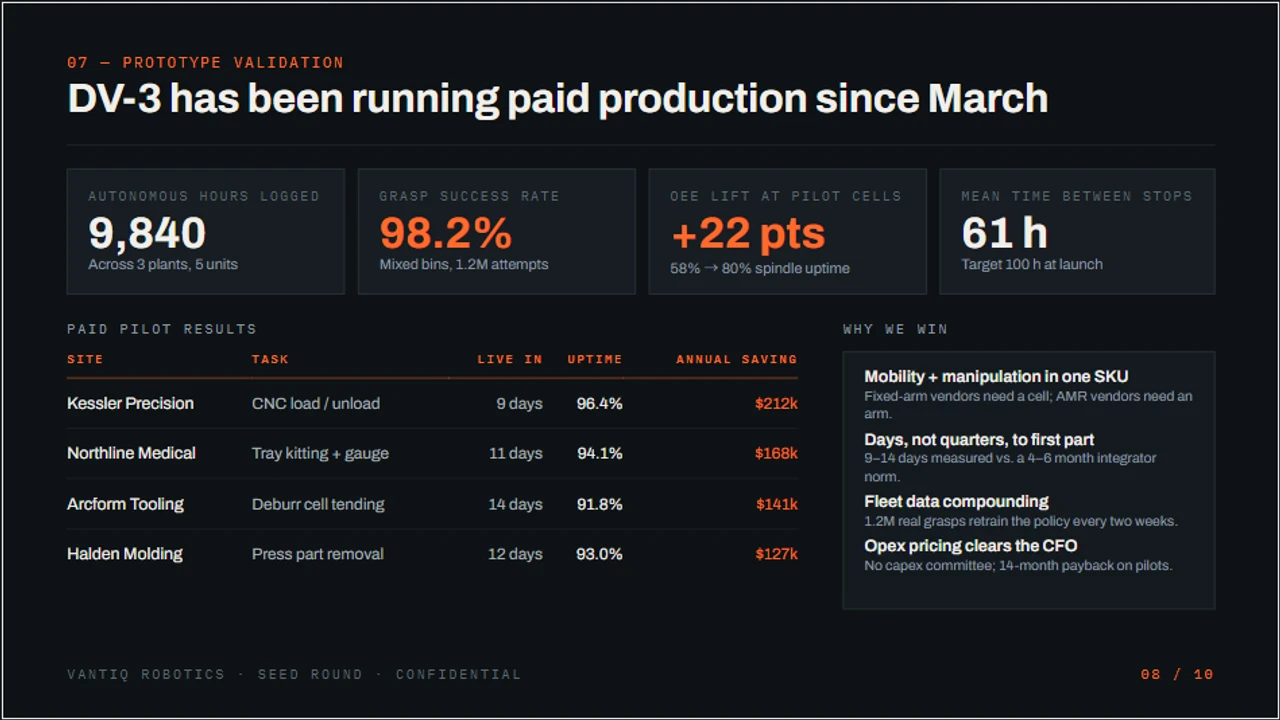 07 — PROTOTYPE VALIDATION
DV-3 has been running paid production since March
AUTONOMOUS HOURS LOGGED
9,840
Across 3 plants, 5 units
GRASP SUCCESS RATE
98.2%
Mixed bins, 1.2M attempts
OEE LIFT AT PILOT CELLS
+22 pts
58% → 80% spindle uptime
MEAN TIME BETWEEN STOPS
61 h
Target 100 h at launch
PAID PILOT RESULTS
SITE TASK LIVE IN UPTIME ANNUAL SAVING
Kessler Precision CNC load / unload 9 days 96.4% $212k
Northline Medical Tray kitting + gauge 11 days 94.1% $168k
Arcform Tooling Deburr cell tending 14 days 91.8% $141k
Halden Molding Press part removal 12 days 93.0% $127k
WHY WE WIN
Mobility + manipulation in one SKU
Fixed-arm vendors need a cell; AMR vendors need an
arm.
Days, not quarters, to first part
9–14 days measured vs. a 4–6 month integrator
norm.
Fleet data compounding
1.2M real grasps retrain the policy every two weeks.
Opex pricing clears the CFO
No capex committee; 14-month payback on pilots.
VANTIQ ROBOTICS · SEED ROUND · CONFIDENTIAL
08 / 10